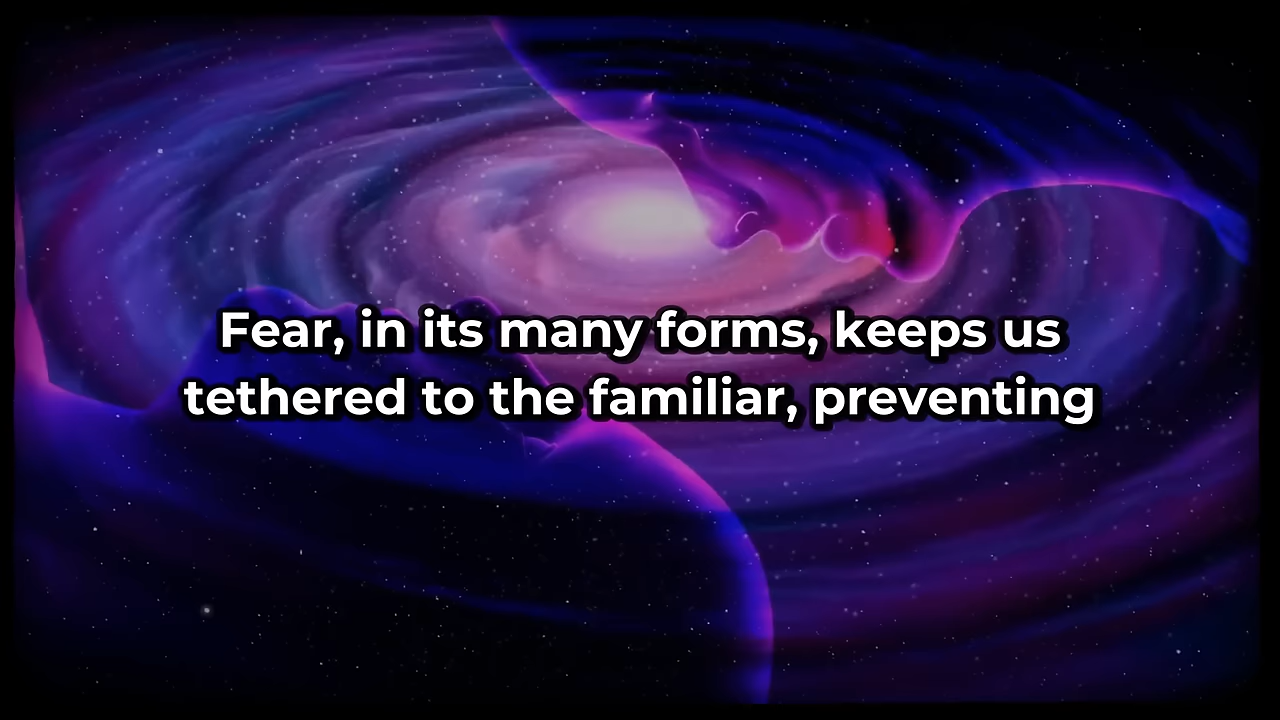 Fear, in its many forms, keeps us
tethered to the familiar, preventing